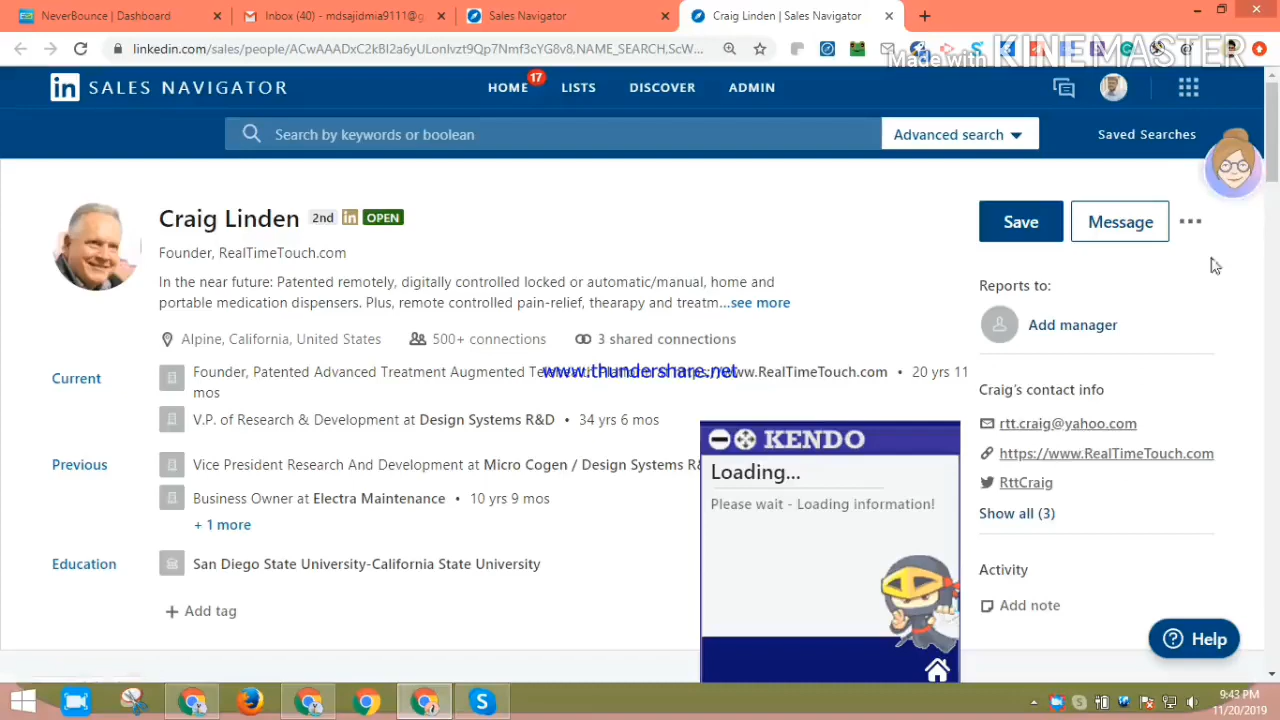 NeverBounce | Dashboard
Inbox (40) - mdsajidmia9111@g
Sales Navigator
Craig Linden | Sales Navigator
linkedin.com/sales/people/
.NAME_SEARCH,ScW...
Made with KINEMASTER
in SALES NAVIGATOR
HOME 17 LISTS DISCOVER ADMIN
Search by keywords or boolean
Advanced search
Saved Searches
Craig Linden 2nd in OPEN
Save
Message
Founder, RealTimeTouch.com
In the near future: Patented remotely, digitally controlled locked or automatic/manual, home and
portable medication dispensers. Plus, remote controlled pain-relief, thearapy and treatm...see more
Alpine, California, United States 500+ connections 3 shared connections
Current
Founder, Patented Advanced Treatment Augmented
www.thundershare.net
www.RealTimeTouch.com • 20 yrs 11
mos
V.P. of Research & Development at Design Systems R&D • 34 yrs 6 mos
Previous
Vice President Research And Development at Micro Cogen / Design Systems R&
Business Owner at Electra Maintenance • 10 yrs 9 mos
+ 1 more
Education
San Diego State University-California State University
+ Add tag
Reports to:
Add manager
Craig's contact info
rtt.craig@yahoo.com
https://www.RealTimeTouch.com
RttCraig
Show all (3)
Activity
Add note
KENDO
Loading...
Please wait - Loading information!
Help
9:43 PM
11/20/2019